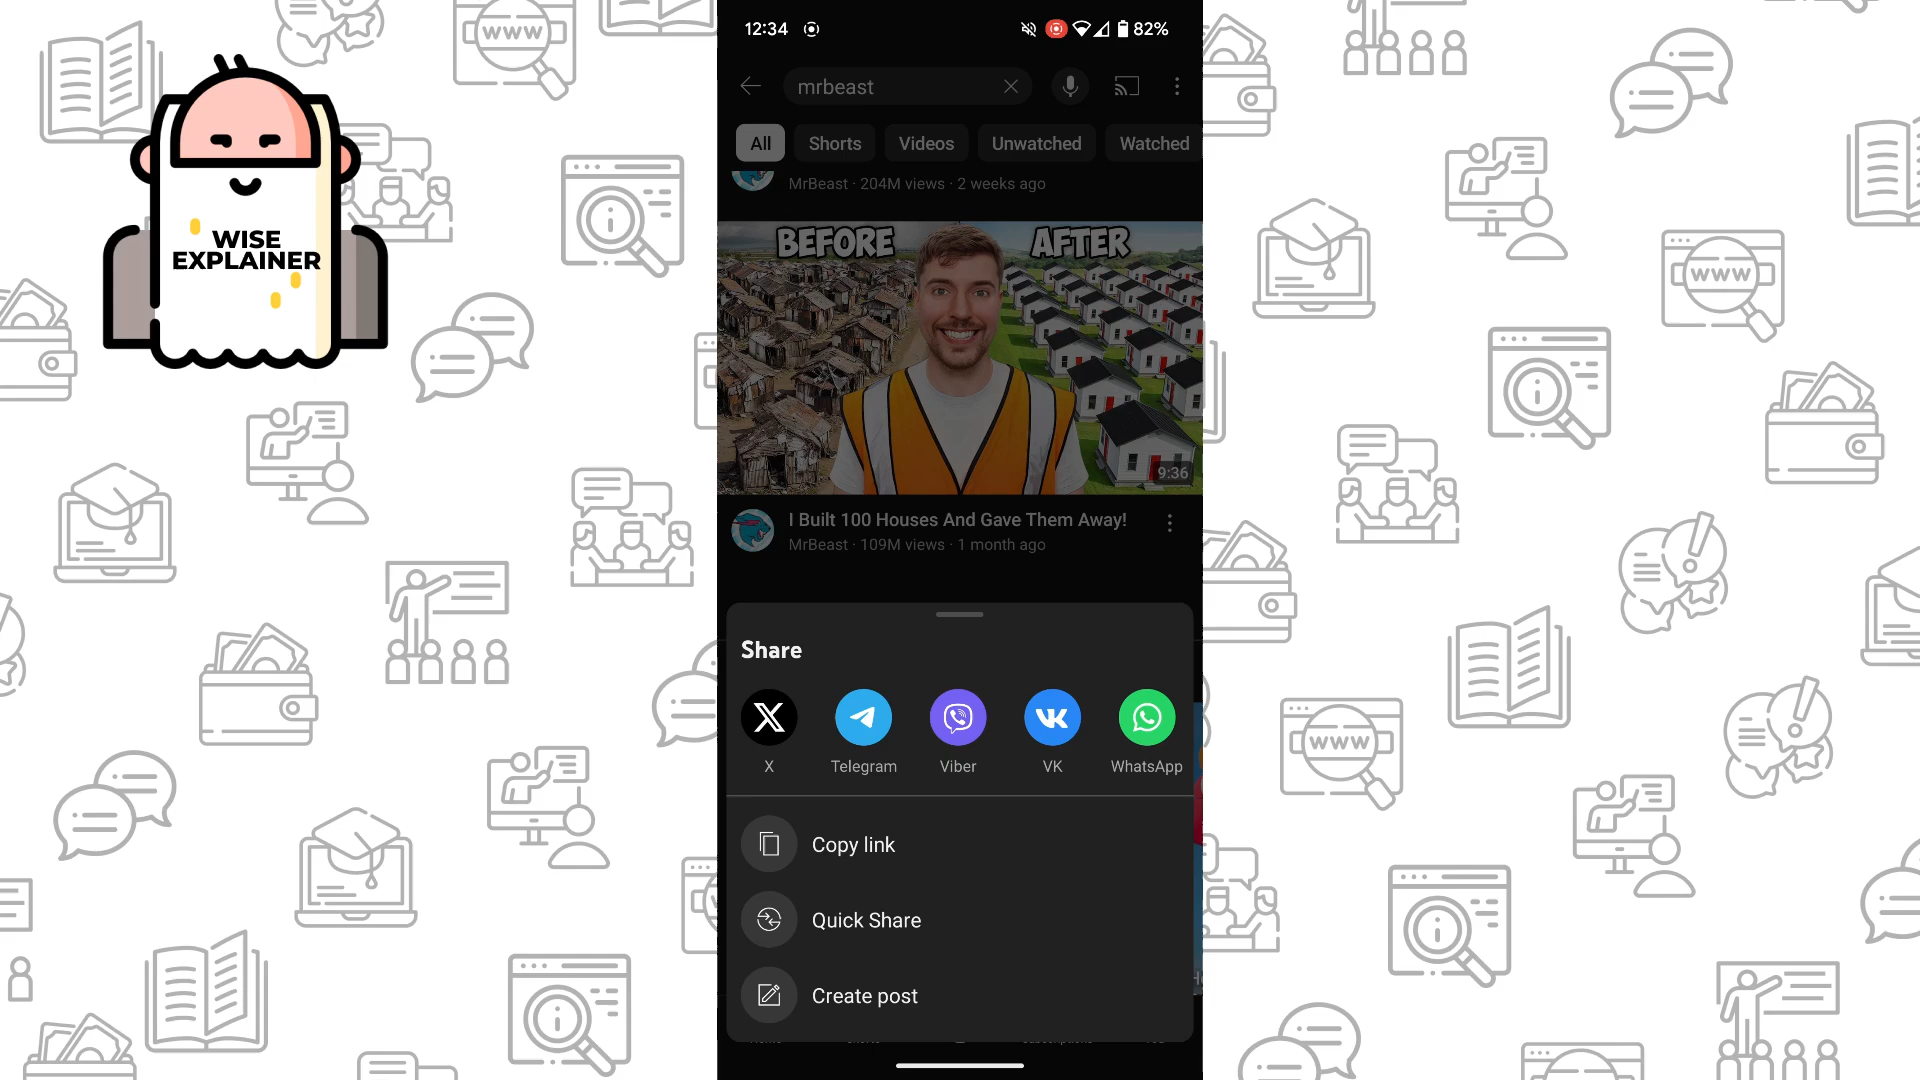 WISE
EXPLAINER
12:34
82%
mrbeast
All
Shorts
Videos
Unwatched
Watched
MrBeast · 204M views · 2 weeks ago
BEFORE
AFTER
9:36
I Built 100 Houses And Gave Them Away!
MrBeast · 109M views · 1 month ago
Share
X
Telegram
Viber
VK
WhatsApp
Copy link
Quick Share
Create post
WWW
WWW
WWW